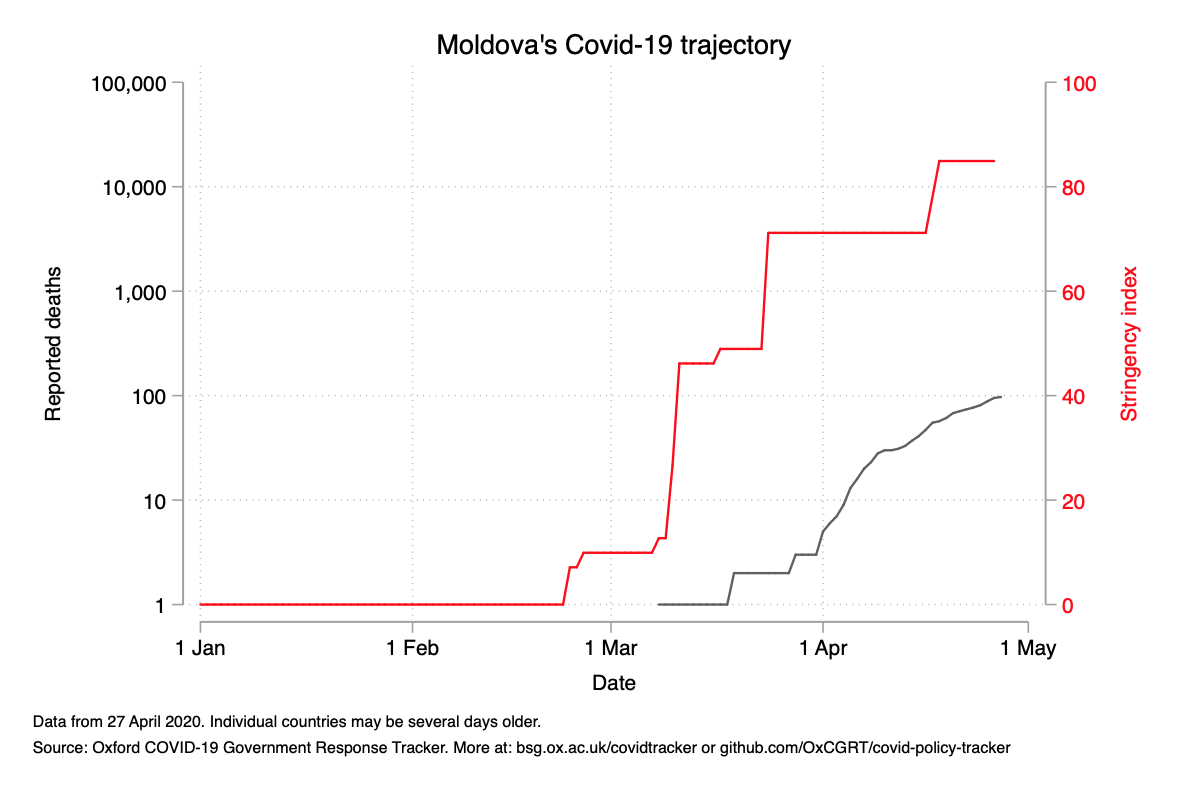 Moldova's Covid-19 trajectory
100,000
10,000
1,000
100
10
1
Reported deaths
100
80
60
40
20
0
Stringency index
1 Jan
1 Feb
1 Mar
1 Apr
1 May
Date
Data from 27 April 2020. Individual countries may be several days older.
Source: Oxford COVID-19 Government Response Tracker. More at: bsg.ox.ac.uk/covidtracker or github.com/OxCGRT/covid-policy-tracker